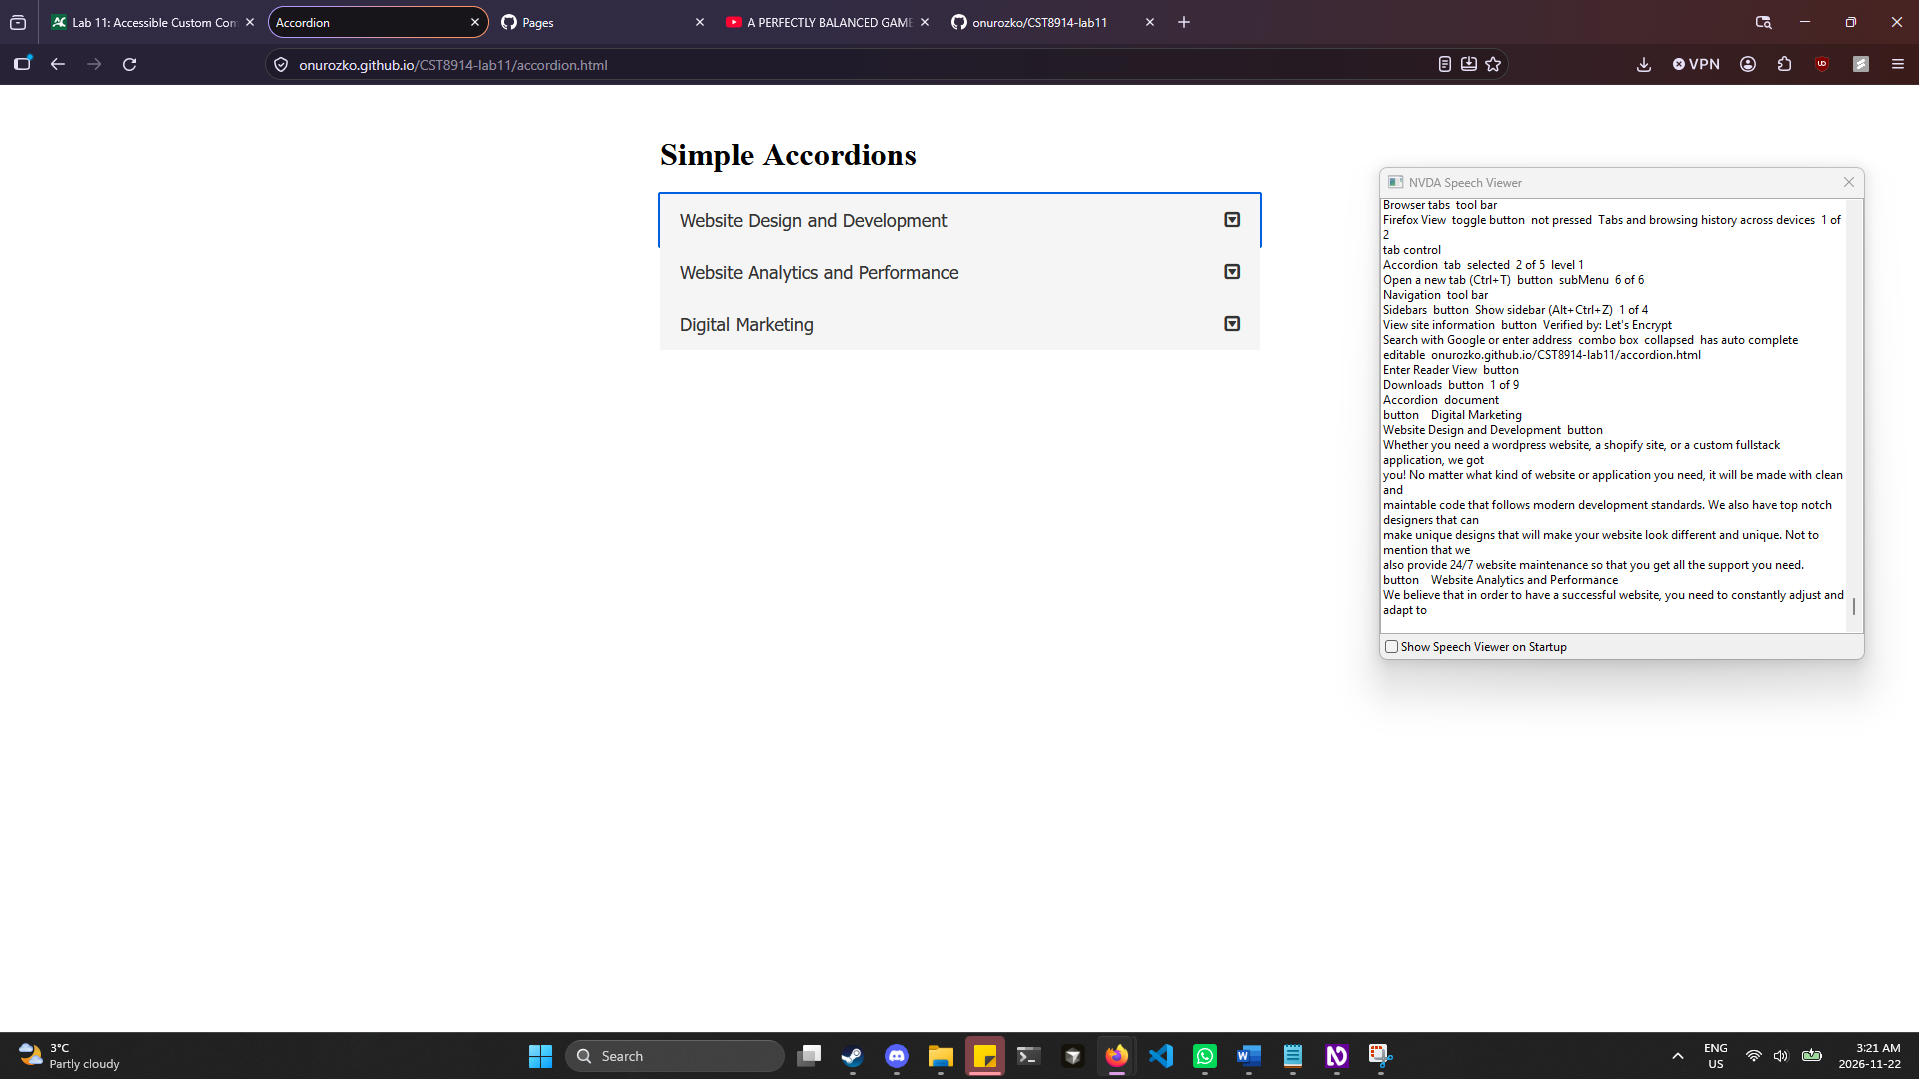 Lab 11: Accessible Custom Com
Accordion
Pages
A PERFECTLY BALANCED GAME
onurozko/CST8914-lab11
onurozko.github.io/CST8914-lab11/accordion.html
VPN
Simple Accordions
Website Design and Development
Website Analytics and Performance
Digital Marketing
NVDA Speech Viewer
Browser tabs  tool bar
Firefox View  toggle button  not pressed  Tabs and browsing history across devices  1 of
2
tab control
Accordion  tab  selected  2 of 5  level 1
Open a new tab (Ctrl+T)  button  subMenu  6 of 6
Navigation  tool bar
Sidebars  button  Show sidebar (Alt+Ctrl+Z)  1 of 4
View site information  button  Verified by: Let's Encrypt
Search with Google or enter address  combo box  collapsed  has auto complete
editable  onurozko.github.io/CST8914-lab11/accordion.html
Enter Reader View  button
Downloads  button  1 of 9
Accordion  document
button    Digital Marketing
Website Design and Development  button
Whether you need a wordpress website, a shopify site, or a custom fullstack
application, we got
you! No matter what kind of website or application you need, it will be made with clean
and
maintable code that follows modern development standards. We also have top notch
designers that can
make unique designs that will make your website look different and unique. Not to
mention that we
also provide 24/7 website maintenance so that you get all the support you need.
button    Website Analytics and Performance
We believe that in order to have a successful website, you need to constantly adjust and
adapt to
Show Speech Viewer on Startup
3°C
Partly cloudy
Search
ENG
US
3:21 AM
2026-11-22